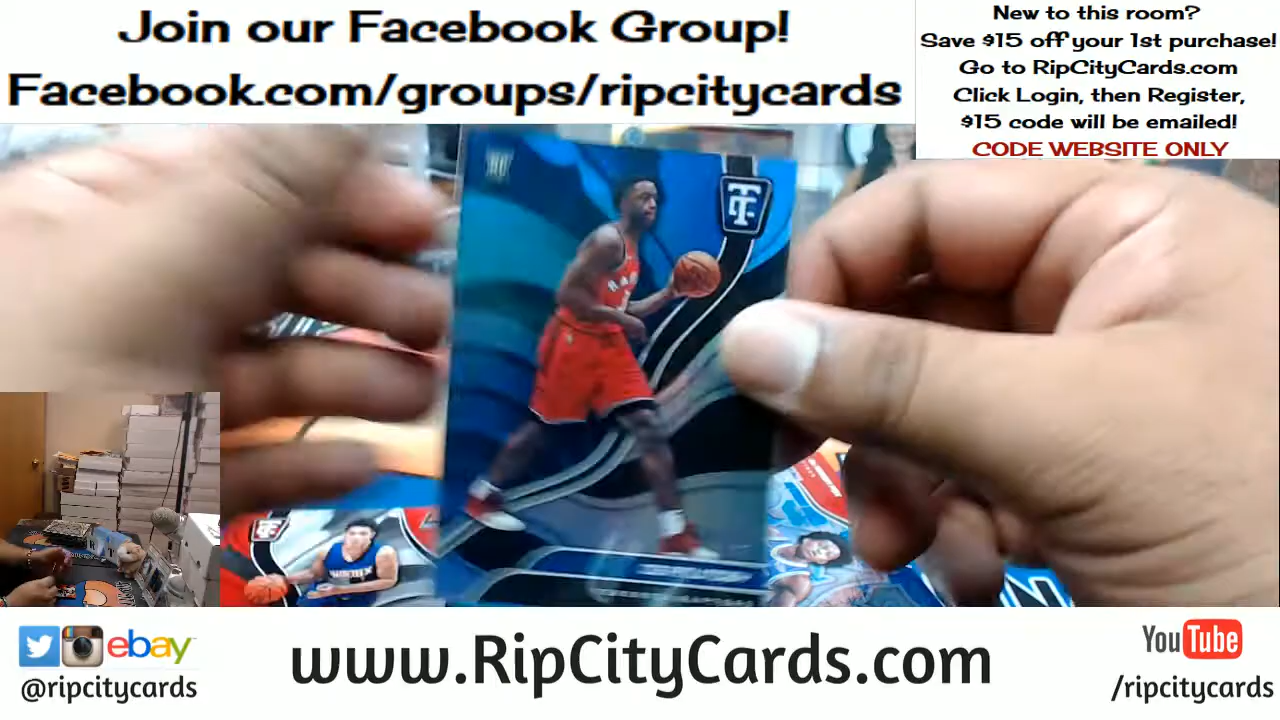 Join our Facebook Group!
Facebook.com/groups/ripcitycards
New to this room?
Save $15 off your 1st purchase!
Go to RipCityCards.com
Click Login, then Register,
$15 code will be emailed!
CODE WEBSITE ONLY
ebay
@ripcitycards
www.RipCityCards.com
YouTube
/ripcitycards